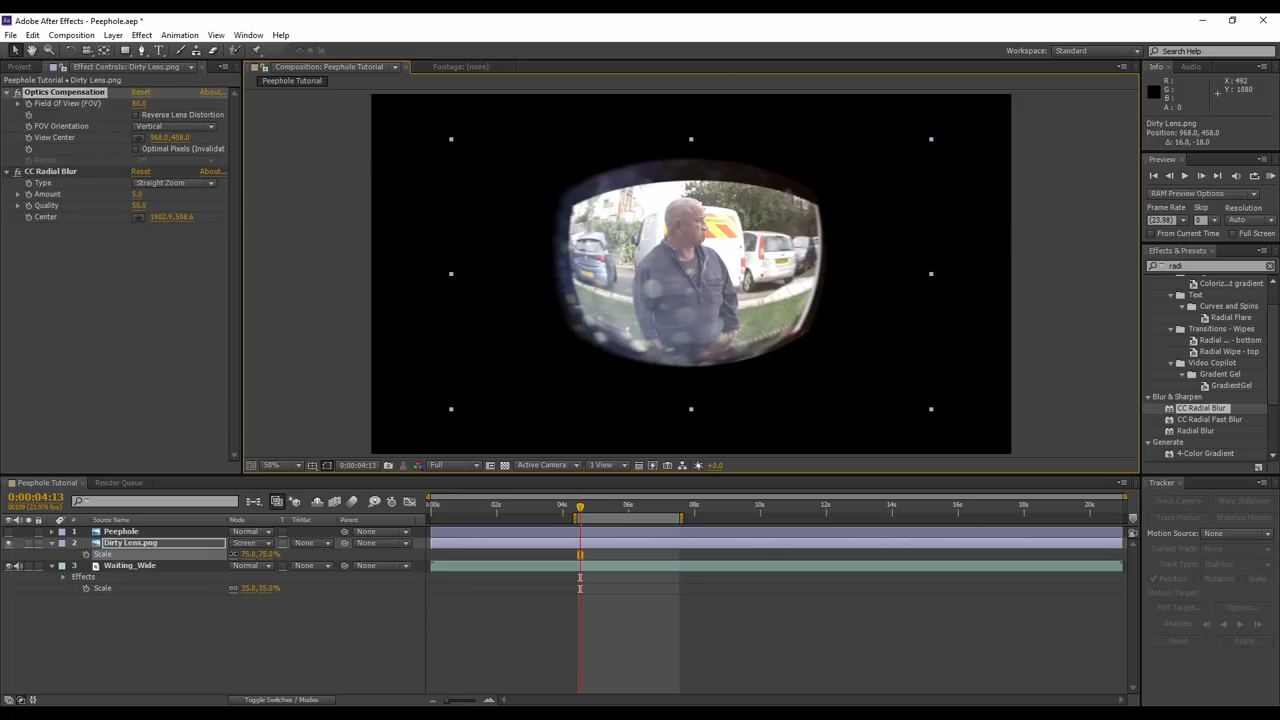 Adobe After Effects - Peephole.aep *
File Edit Composition Layer Effect Animation View Window Help
Workspace: Standard
Search Help
Project Effect Controls: Dirty Lens.png
Peephole Tutorial • Dirty Lens.png
Optics Compensation Reset About...
Field Of View (FOV) 80.0
Reverse Lens Distortion
FOV Orientation Vertical
View Center 968.0,458.0
Optimal Pixels (Invalidat
Resize Off
CC Radial Blur Reset About...
Type Straight Zoom
Amount 5.0
Quality 50.0
Center 1902.9,508.6
Composition: Peephole Tutorial Footage: (none)
Peephole Tutorial
50% 0:00:04:13 Full Active Camera 1 View +0.0
Info Audio
R: X: 492
G: Y: 1080
B:
A: 0
Dirty Lens.png
Position: 968.0, 458.0
Δ: 16.0, -18.0
Preview
RAM Preview Options
Frame Rate Skip Resolution
(23.98) 0 Auto
From Current Time Full Screen
Effects & Presets
radi
Coloriz...t gradient
Text
Curves and Spins
Radial Flare
Transitions - Wipes
Radial ... - bottom
Radial Wipe - top
Video Copilot
Gradent Gel
GradientGel
Blur & Sharpen
CC Radial Blur
CC Radial Fast Blur
Radial Blur
Generate
4-Color Gradient
Peephole Tutorial Render Queue
0:00:04:13
00109 (23.976 fps)
# Source Name Mode T TrkMat Parent
1 Peephole Normal None
2 Dirty Lens.png Screen None None
Scale 75.0,75.0%
3 Waiting_Wide Normal None None
Effects
Scale 35.0,35.0%
:00s 02s 04s 06s 08s 10s 12s 14s 16s 18s 20s
Toggle Switches / Modes
Tracker
Track Camera Warp Stabilizer
Track Motion Stabilize Motion
Motion Source: None
Current Track: None
Track Type: Stabilize
Position Rotation Scale
Motion Target:
Edit Target... Options...
Analyze:
Reset Apply